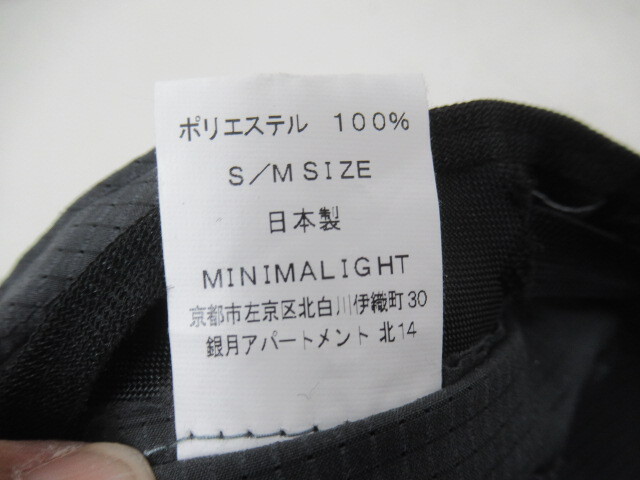 ポリエステル 100%
S/M SIZE
日本製
MINIMALIGHT
京都市左京区北白川伊織町30
銀月アパートメント 北14